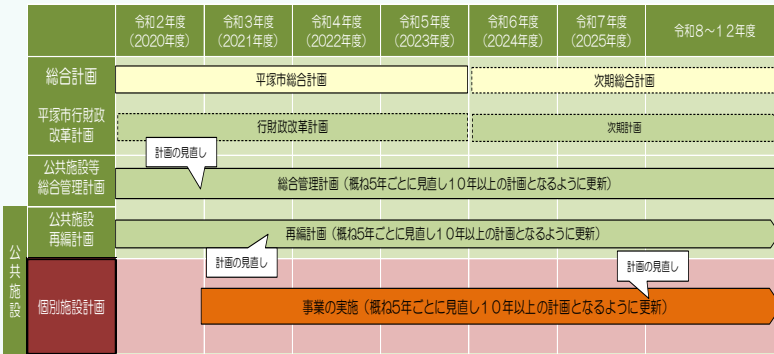 令和2年度 令和3年度 令和4年度 令和5年度 令和6年度 令和7年度 令和8～12年度
(2020年度) (2021年度) (2022年度) (2023年度) (2024年度) (2025年度)
総合計画 平塚市総合計画 次期総合計画
平塚市行財政
改革計画
行財政改革計画 次期計画
計画の見直し
公共施設等
総合管理計画
総合管理計画（概ね5年ごとに見直し１０年以上の計画となるように更新）
公共施設
公共施設
再編計画
再編計画（概ね5年ごとに見直し１０年以上の計画となるように更新）
計画の見直し
計画の見直し
個別施設計画
事業の実施（概ね5年ごとに見直し１０年以上の計画となるように更新）